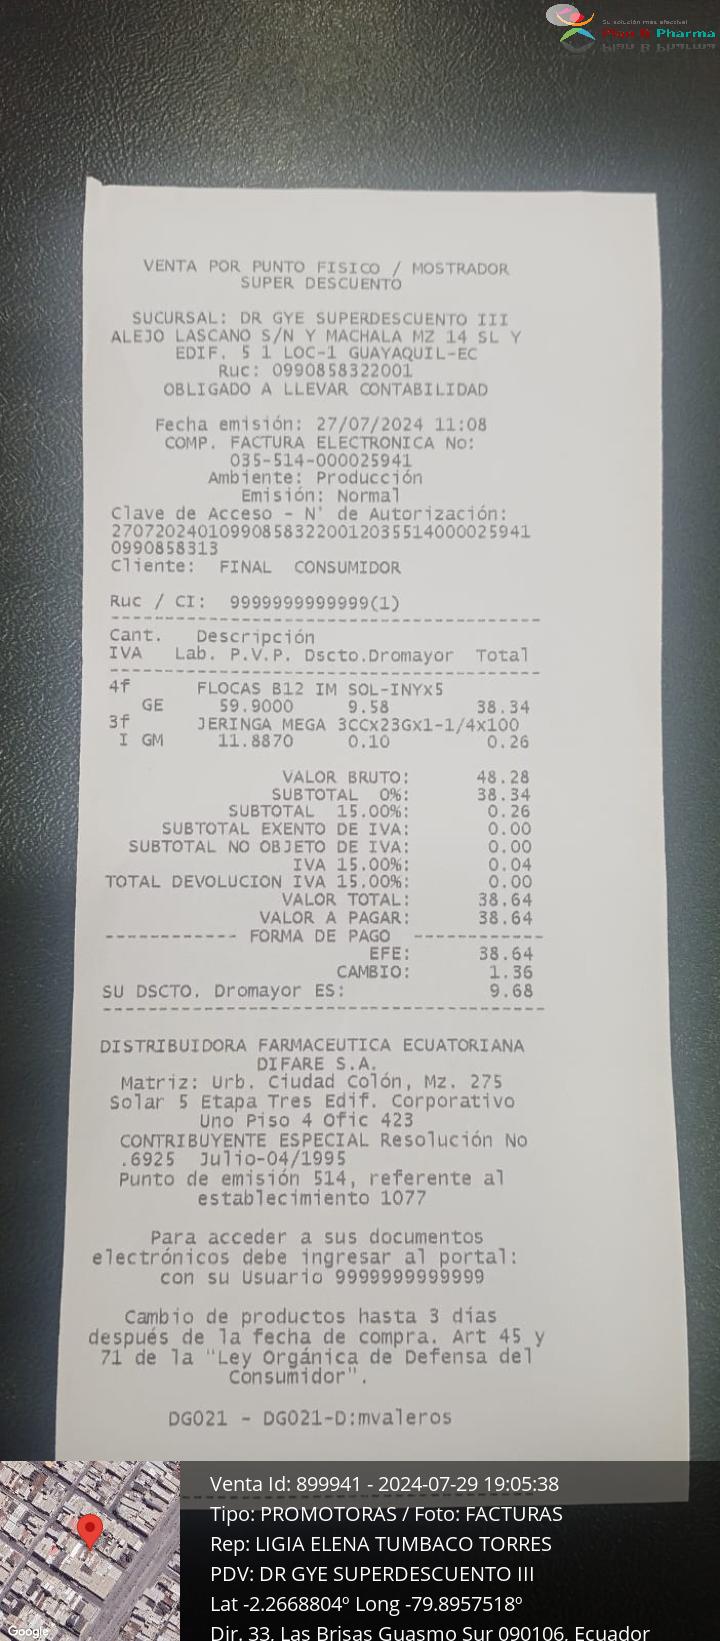 Su solución más efectiva!
Plus & Pharma
VENTA POR PUNTO FISICO / MOSTRADOR
SUPER DESCUENTO
SUCURSAL: DR GYE SUPERDESCUENTO III
ALEJO LASCANO S/N Y MACHALA MZ 14 SL Y
EDIF. 5 1 LOC-1 GUAYAQUIL-EC
Ruc: 0990858322001
OBLIGADO A LLEVAR CONTABILIDAD
Fecha emisión: 27/07/2024 11:08
COMP. FACTURA ELECTRONICA No:
035-514-000025941
Ambiente: Producción
Emisión: Normal
Clave de Acceso - N° de Autorización:
270720240109908583220012035514000025941
0990858313
Cliente: FINAL CONSUMIDOR
Ruc / CI: 9999999999999(1)
Cant. Descripción
IVA Lab. P.V.P. Dscto.Dromayor Total
4f FLOCAS B12 IM SOL-INYx5
GE 59.9000 9.58 38.34
3f JERINGA MEGA 3CCx23Gx1-1/4x100
I GM 11.8870 0.10 0.26
VALOR BRUTO: 48.28
SUBTOTAL 0%: 38.34
SUBTOTAL 15.00%: 0.26
SUBTOTAL EXENTO DE IVA: 0.00
SUBTOTAL NO OBJETO DE IVA: 0.00
IVA 15.00%: 0.04
TOTAL DEVOLUCION IVA 15.00%: 0.00
VALOR TOTAL: 38.64
VALOR A PAGAR: 38.64
------------ FORMA DE PAGO ------------
EFE: 38.64
CAMBIO: 1.36
SU DSCTO. Dromayor ES: 9.68
DISTRIBUIDORA FARMACEUTICA ECUATORIANA
DIFARE S.A.
Matriz: Urb. Ciudad Colón, Mz. 275
Solar 5 Etapa Tres Edif. Corporativo
Uno Piso 4 Ofic 423
CONTRIBUYENTE ESPECIAL Resolución No
.6925 Julio-04/1995
Punto de emisión 514, referente al
establecimiento 1077
Para acceder a sus documentos
electrónicos debe ingresar al portal:
con su Usuario 9999999999999
Cambio de productos hasta 3 días
después de la fecha de compra. Art 45 y
71 de la "Ley Orgánica de Defensa del
Consumidor".
DG021 - DG021-D:mvaleros
Venta Id: 899941 - 2024-07-29 19:05:38
Tipo: PROMOTORAS / Foto: FACTURAS
Rep: LIGIA ELENA TUMBACO TORRES
PDV: DR GYE SUPERDESCUENTO III
Lat -2.2668804º Long -79.8957518º
Dir. 33, Las Brisas Guasmo Sur 090106, Ecuador
Google